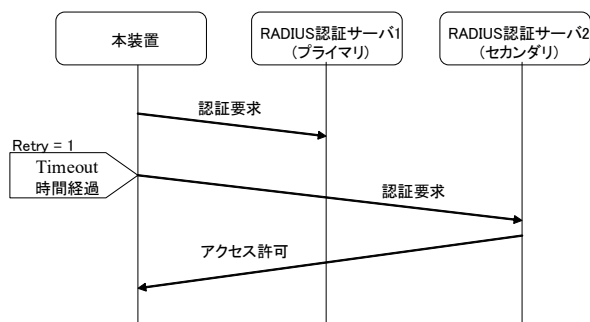 本装置
RADIUS認証サーバ1
(プライマリ)
RADIUS認証サーバ2
(セカンダリ)
認証要求
Retry = 1
Timeout
時間経過
認証要求
アクセス許可